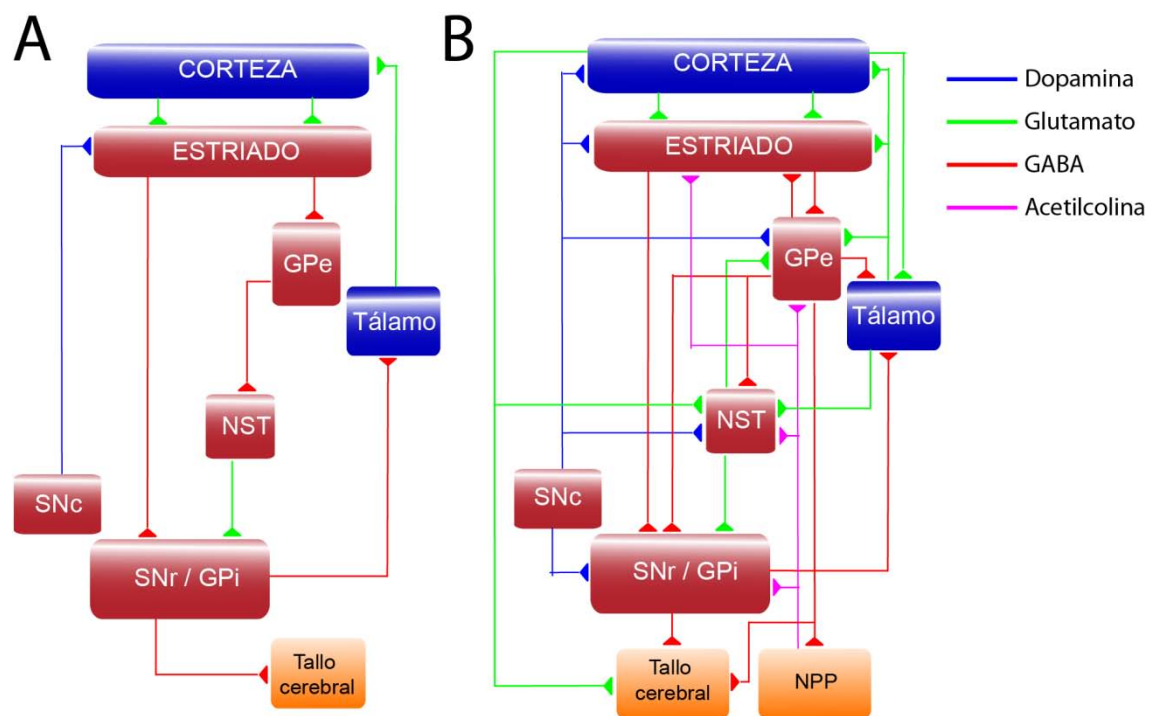 A
CORTEZA
ESTRIADO
GPe
Tálamo
NST
SNc
SNr / GPi
Tallo
cerebral
B
CORTEZA
ESTRIADO
GPe
Tálamo
NST
SNc
SNr / GPi
Tallo
cerebral
NPP
Dopamina
Glutamato
GABA
Acetilcolina